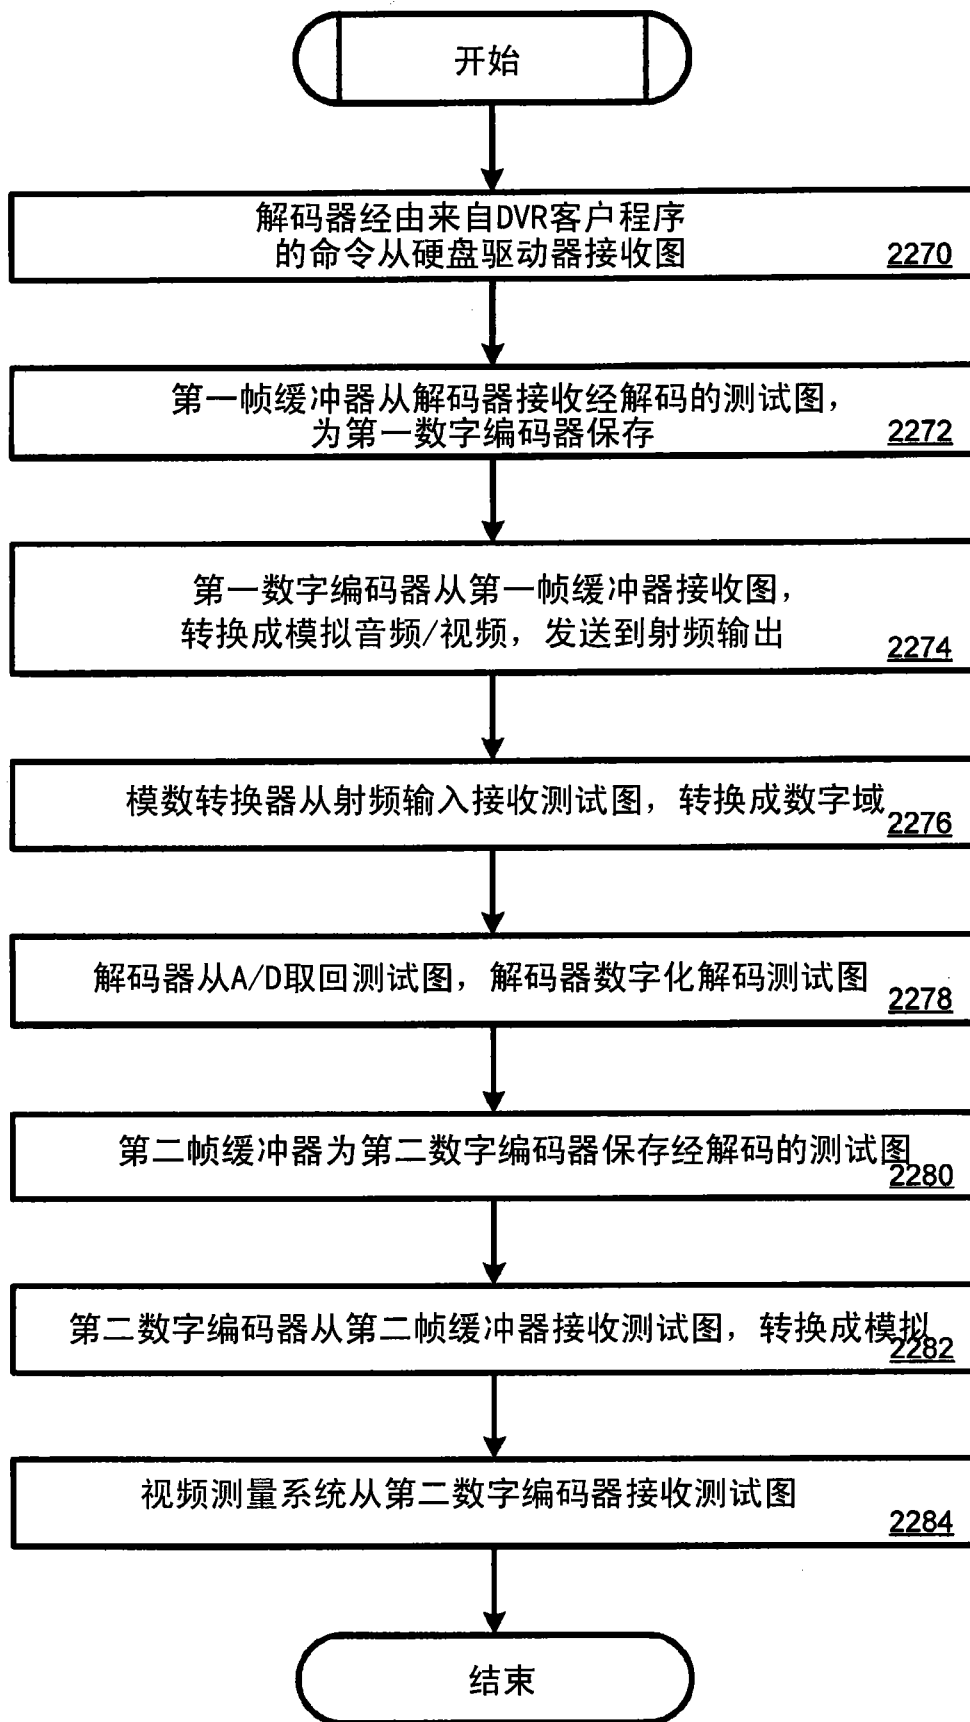 开始
解码器经由来自DVR客户程序
的命令从硬盘驱动器接收图
2270
第一帧缓冲器从解码器接收经解码的测试图，
为第一数字编码器保存
2272
第一数字编码器从第一帧缓冲器接收图，
转换成模拟音频/视频，发送到射频输出
2274
模数转换器从射频输入接收测试图，转换成数字域
2276
解码器从A/D取回测试图，解码器数字化解码测试图
2278
第二帧缓冲器为第二数字编码器保存经解码的测试图
2280
第二数字编码器从第二帧缓冲器接收测试图，转换成模拟
2282
视频测量系统从第二数字编码器接收测试图
2284
结束